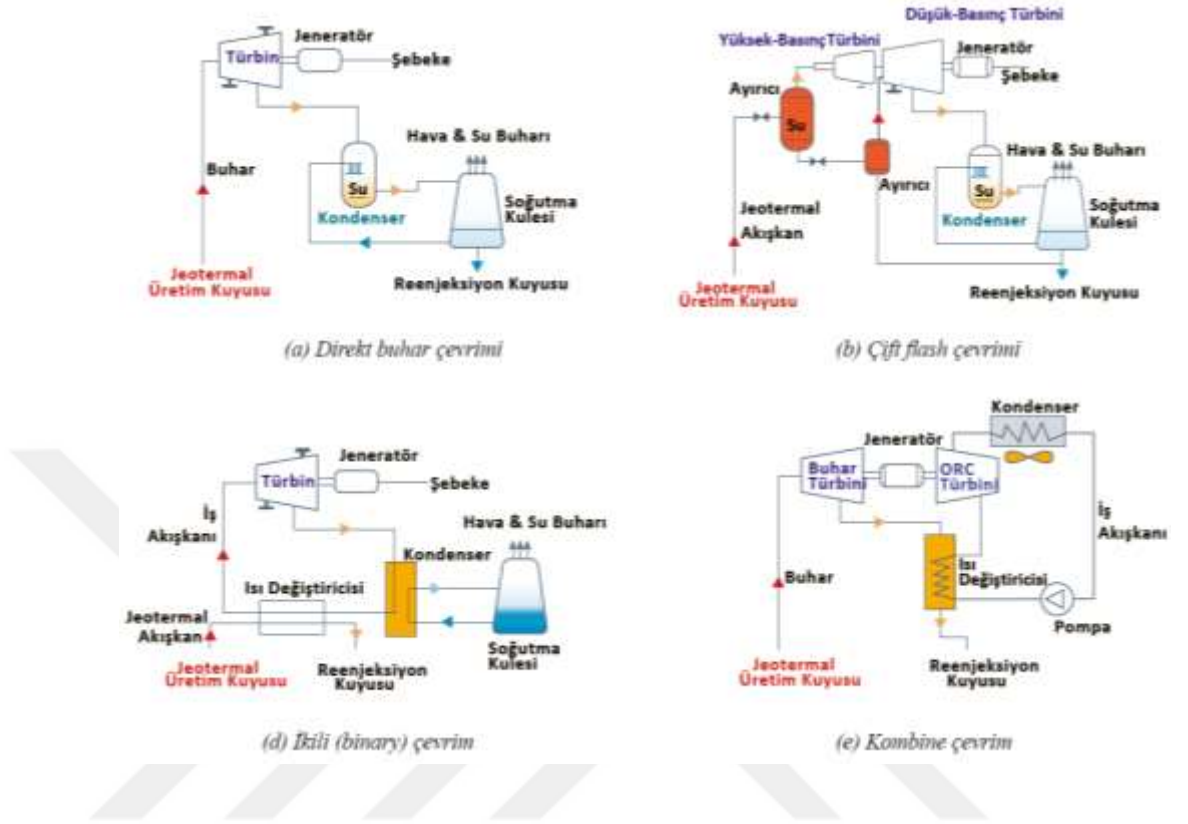 Türbin
Jeneratör
Şebeke
Buhar
Su
Kondenser
Hava & Su Buharı
Soğutma
Kulesi
Reenjeksiyon Kuyusu
Jeotermal
Üretim Kuyusu
(a) Direkt buhar çevrimi
Düşük-Basınç Türbini
Yüksek-BasınçTürbini
Jeneratör
Şebeke
Ayırıcı
Su
Ayırıcı
Hava & Su Buharı
Su
Kondenser
Soğutma
Kulesi
Jeotermal
Akışkan
Jeotermal
Üretim Kuyusu
Reenjeksiyon Kuyusu
(b) Çift flash çevrimi
Türbin
Jeneratör
Şebeke
İş
Akışkanı
Hava & Su Buharı
Kondenser
Isı Değiştiricisi
Jeotermal
Akışkan
Soğutma
Kulesi
Jeotermal
Üretim Kuyusu
Reenjeksiyon
Kuyusu
(d) İkili (binary) çevrim
Kondenser
Jeneratör
Buhar
Türbini
ORC
Türbini
İş
Akışkanı
Isı
Değiştiricisi
Buhar
Pompa
Jeotermal
Üretim Kuyusu
Reenjeksiyon
Kuyusu
(e) Kombine çevrim